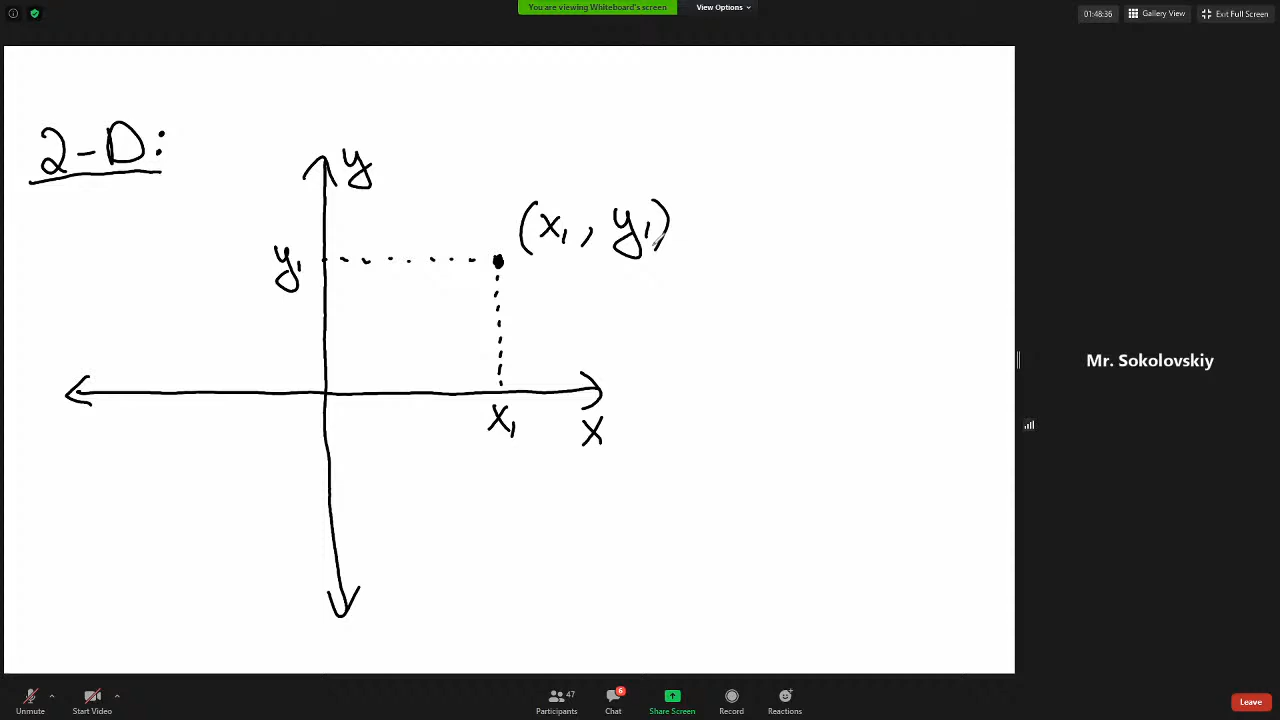 You are viewing Whiteboard's screen
View Options
01:48:36
Gallery View
Exit Full Screen
2-D:
y
(x₁, y₁)
y₁
x₁
x
Mr. Sokolovskiy
Unmute
Start Video
47
Participants
6
Chat
Share Screen
Record
Reactions
Leave